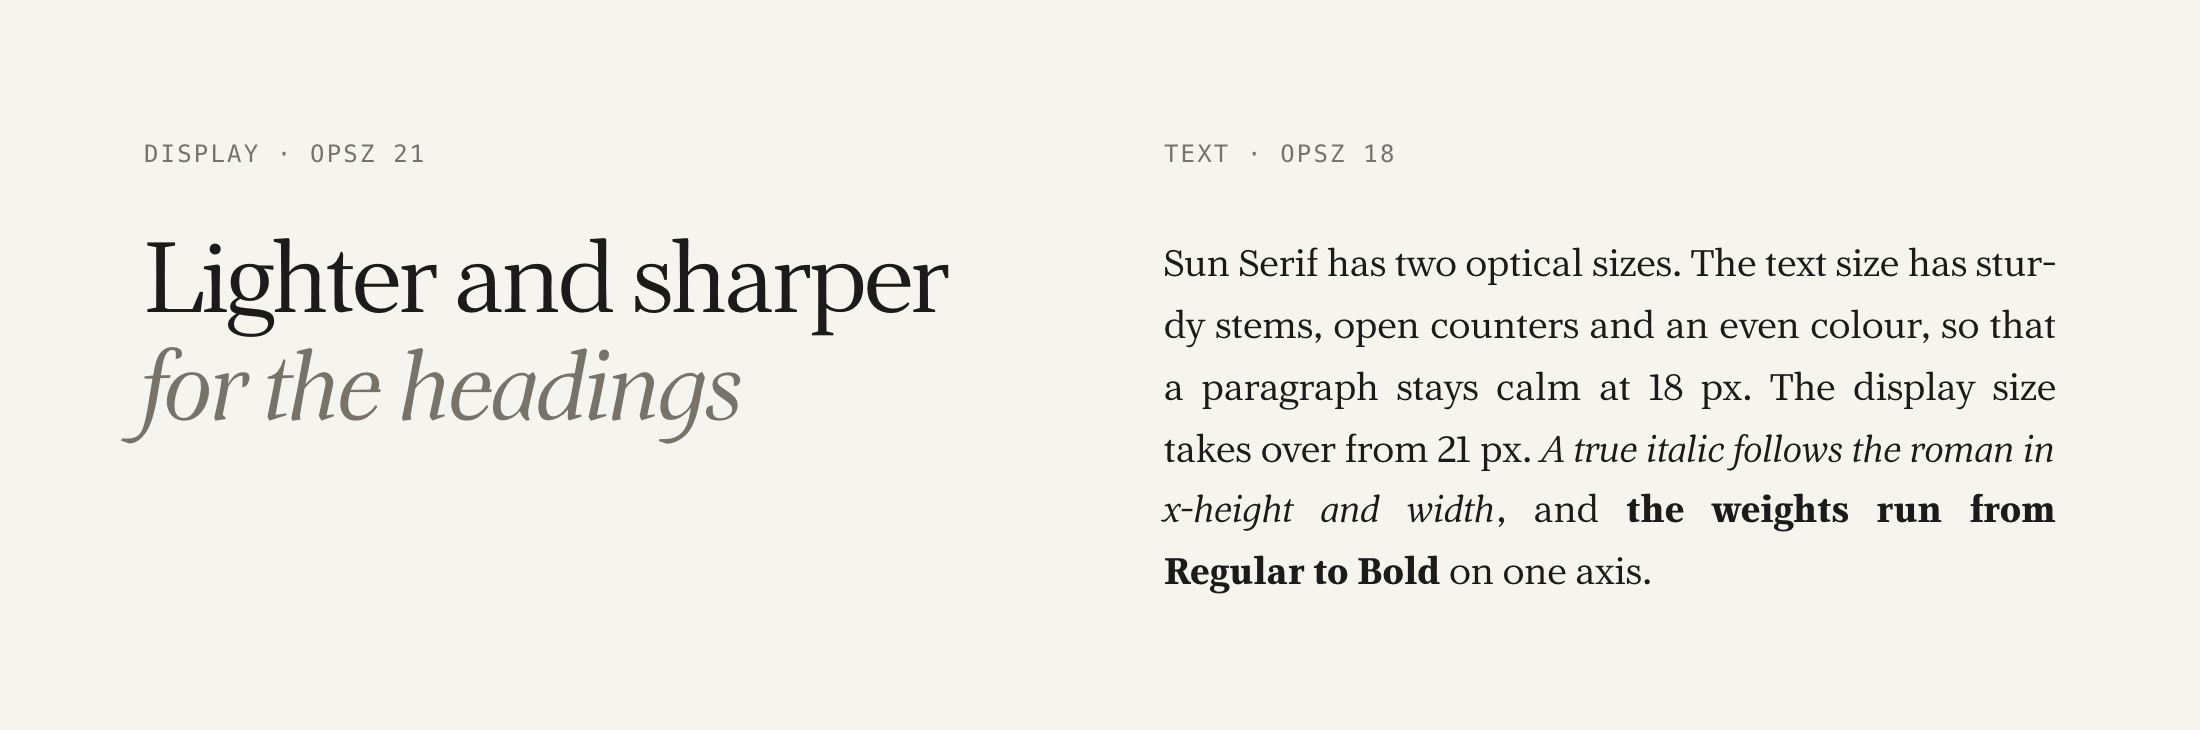 DISPLAY · OPSZ 21
Lighter and sharper
for the headings
TEXT · OPSZ 18
Sun Serif has two optical sizes. The text size has stur-
dy stems, open counters and an even colour, so that
a paragraph stays calm at 18 px. The display size
takes over from 21 px. A true italic follows the roman in
x-height and width, and the weights run from
Regular to Bold on one axis.